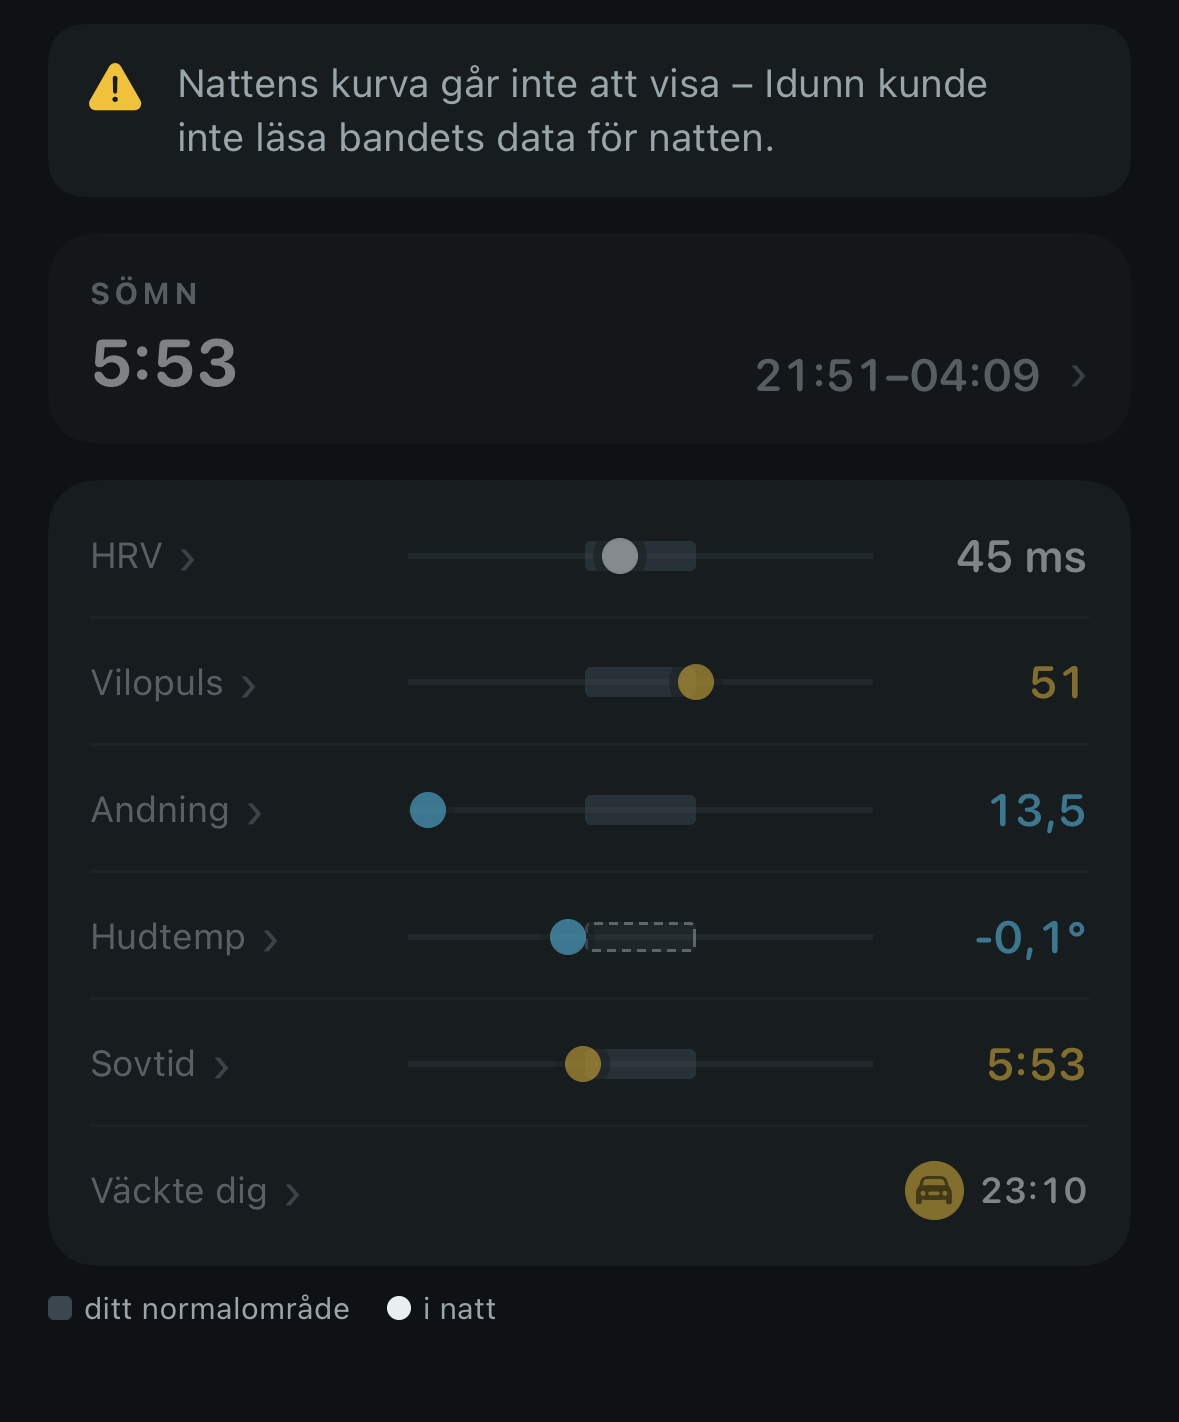 Nattens kurva går inte att visa – Idunn kunde
inte läsa bandets data för natten.
SÖMN
5:53
21:51–04:09
HRV
45 ms
Vilopuls
51
Andning
13,5
Hudtemp
-0,1°
Sovtid
5:53
Väckte dig
23:10
ditt normalområde
i natt